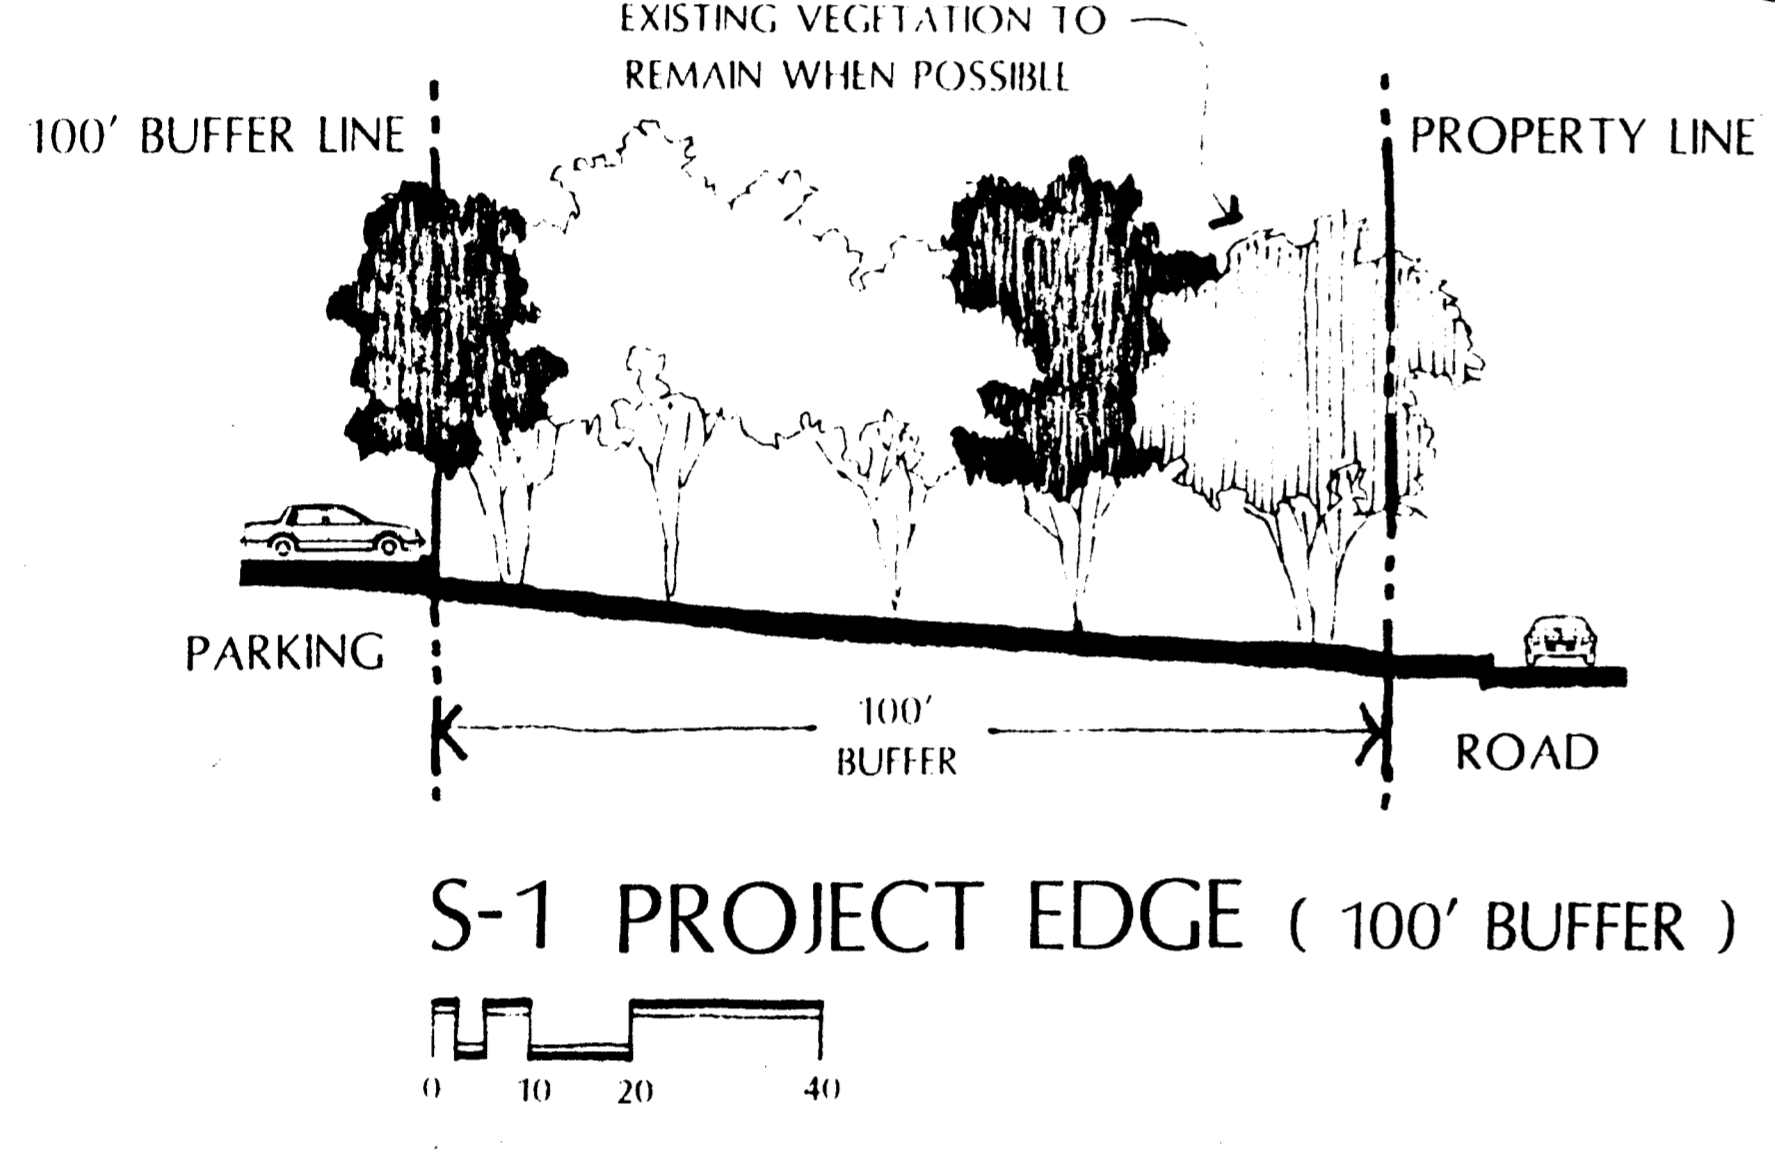 EXISTING VEGETATION TO
REMAIN WHEN POSSIBLE
100' BUFFER LINE
PROPERTY LINE
PARKING
100'
BUFFER
ROAD
S-1 PROJECT EDGE ( 100' BUFFER )
0 10 20 40